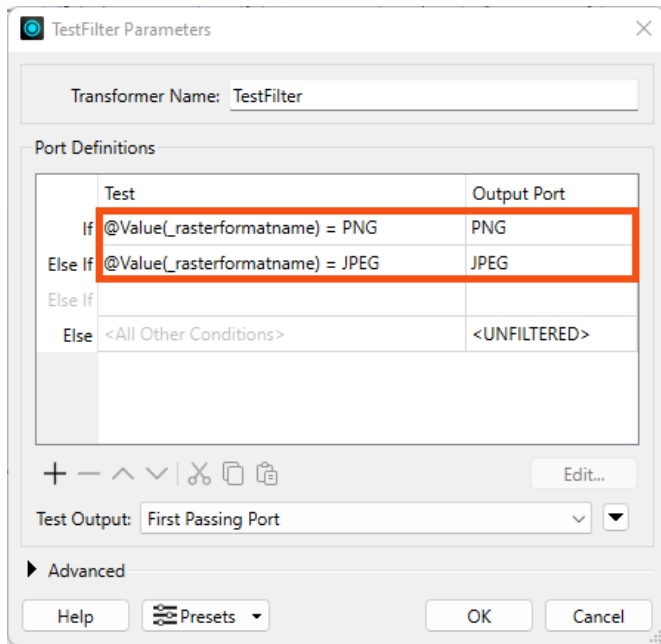 TestFilter Parameters
Transformer Name: TestFilter
Port Definitions
Test Output Port
If @Value(_rasterformatname) = PNG PNG
Else If @Value(_rasterformatname) = JPEG JPEG
Else If
Else <All Other Conditions> <UNFILTERED>
Edit...
Test Output: First Passing Port
Advanced
Help Presets OK Cancel